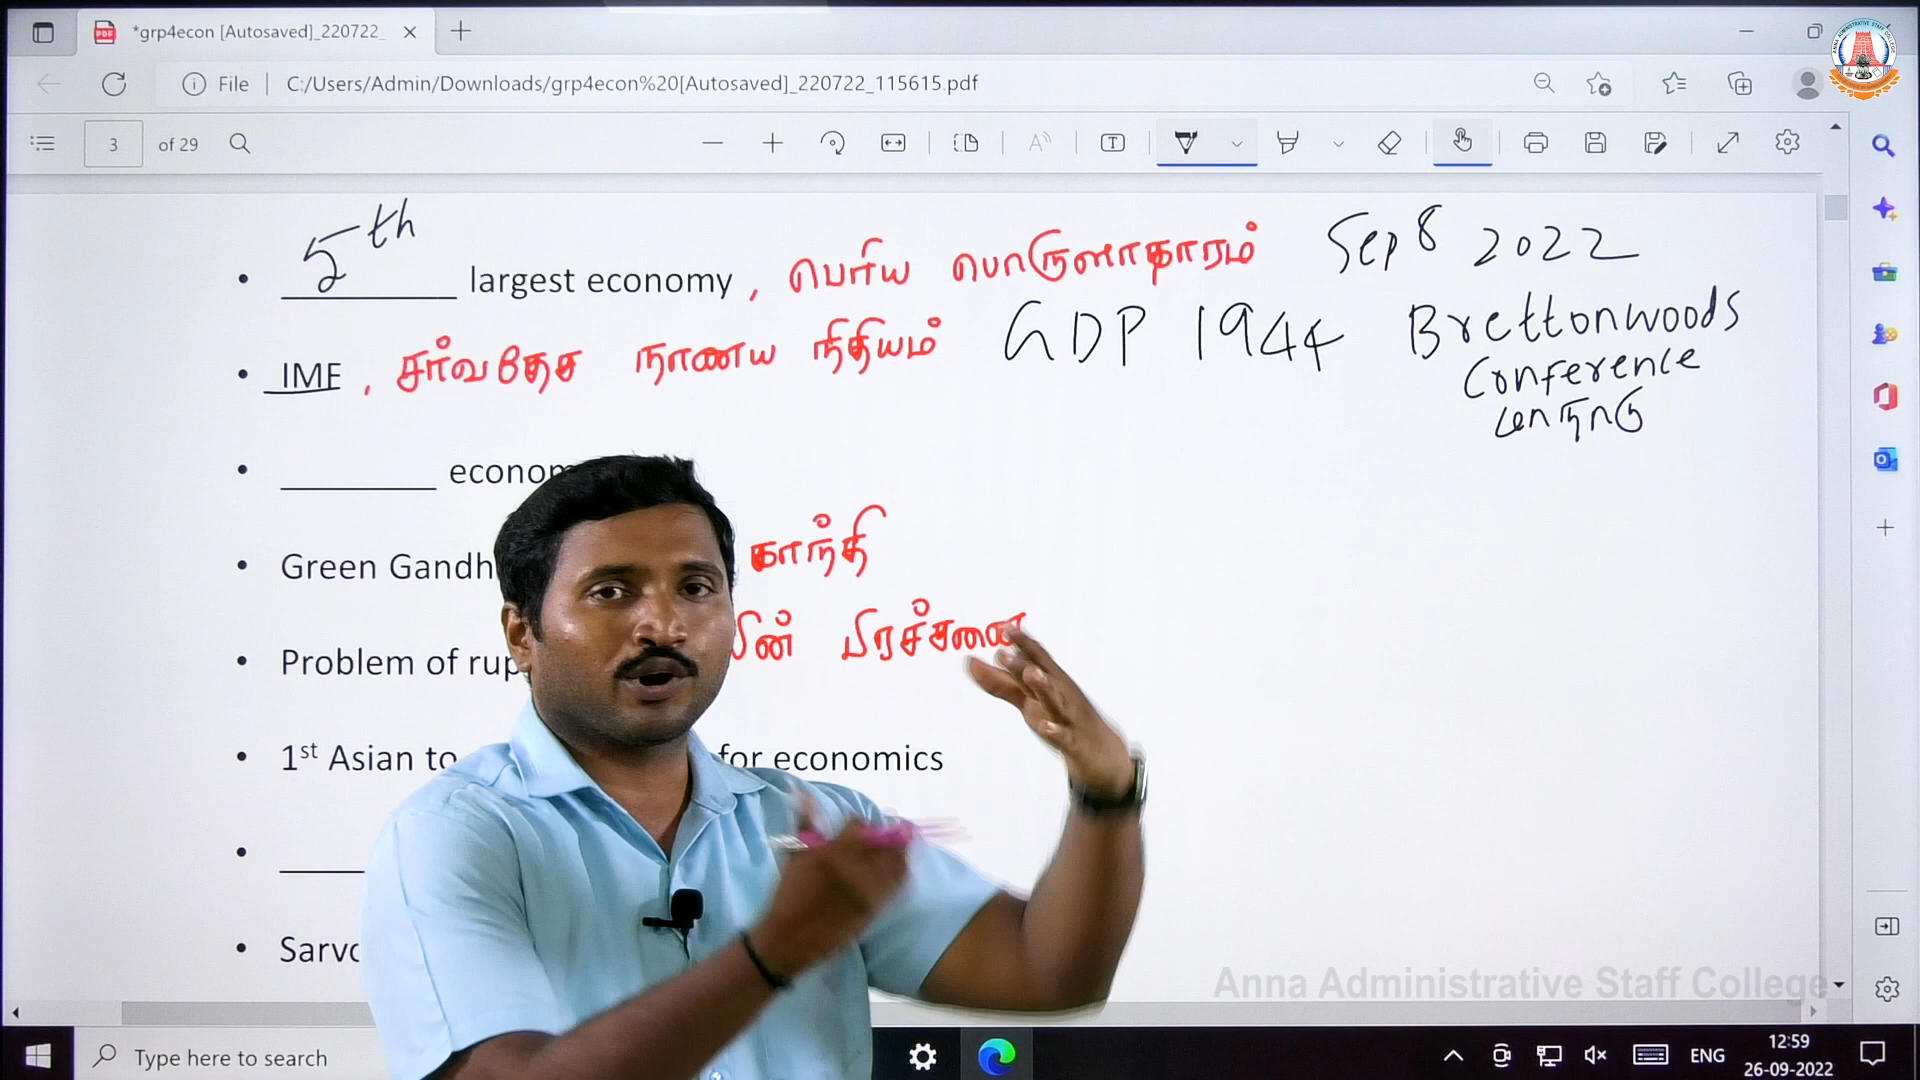 *grp4econ [Autosaved]_220722_
File
C:/Users/Admin/Downloads/grp4econ%20[Autosaved]_220722_115615.pdf
3 of 29
• 5th largest economy , பெரிய பொருளாதாரம் Sep 8 2022
• IMF , சர்வதேச நாணய நிதியம் GDP 1944 Brettonwoods
Conference
மாநாடு
• ________ econom
• Green Gandh காந்தி
• Problem of rup யின் பிரச்சனை
• 1st Asian to for economics
•
• Sarvo
Anna Administrative Staff College
Type here to search
ENG
12:59
26-09-2022